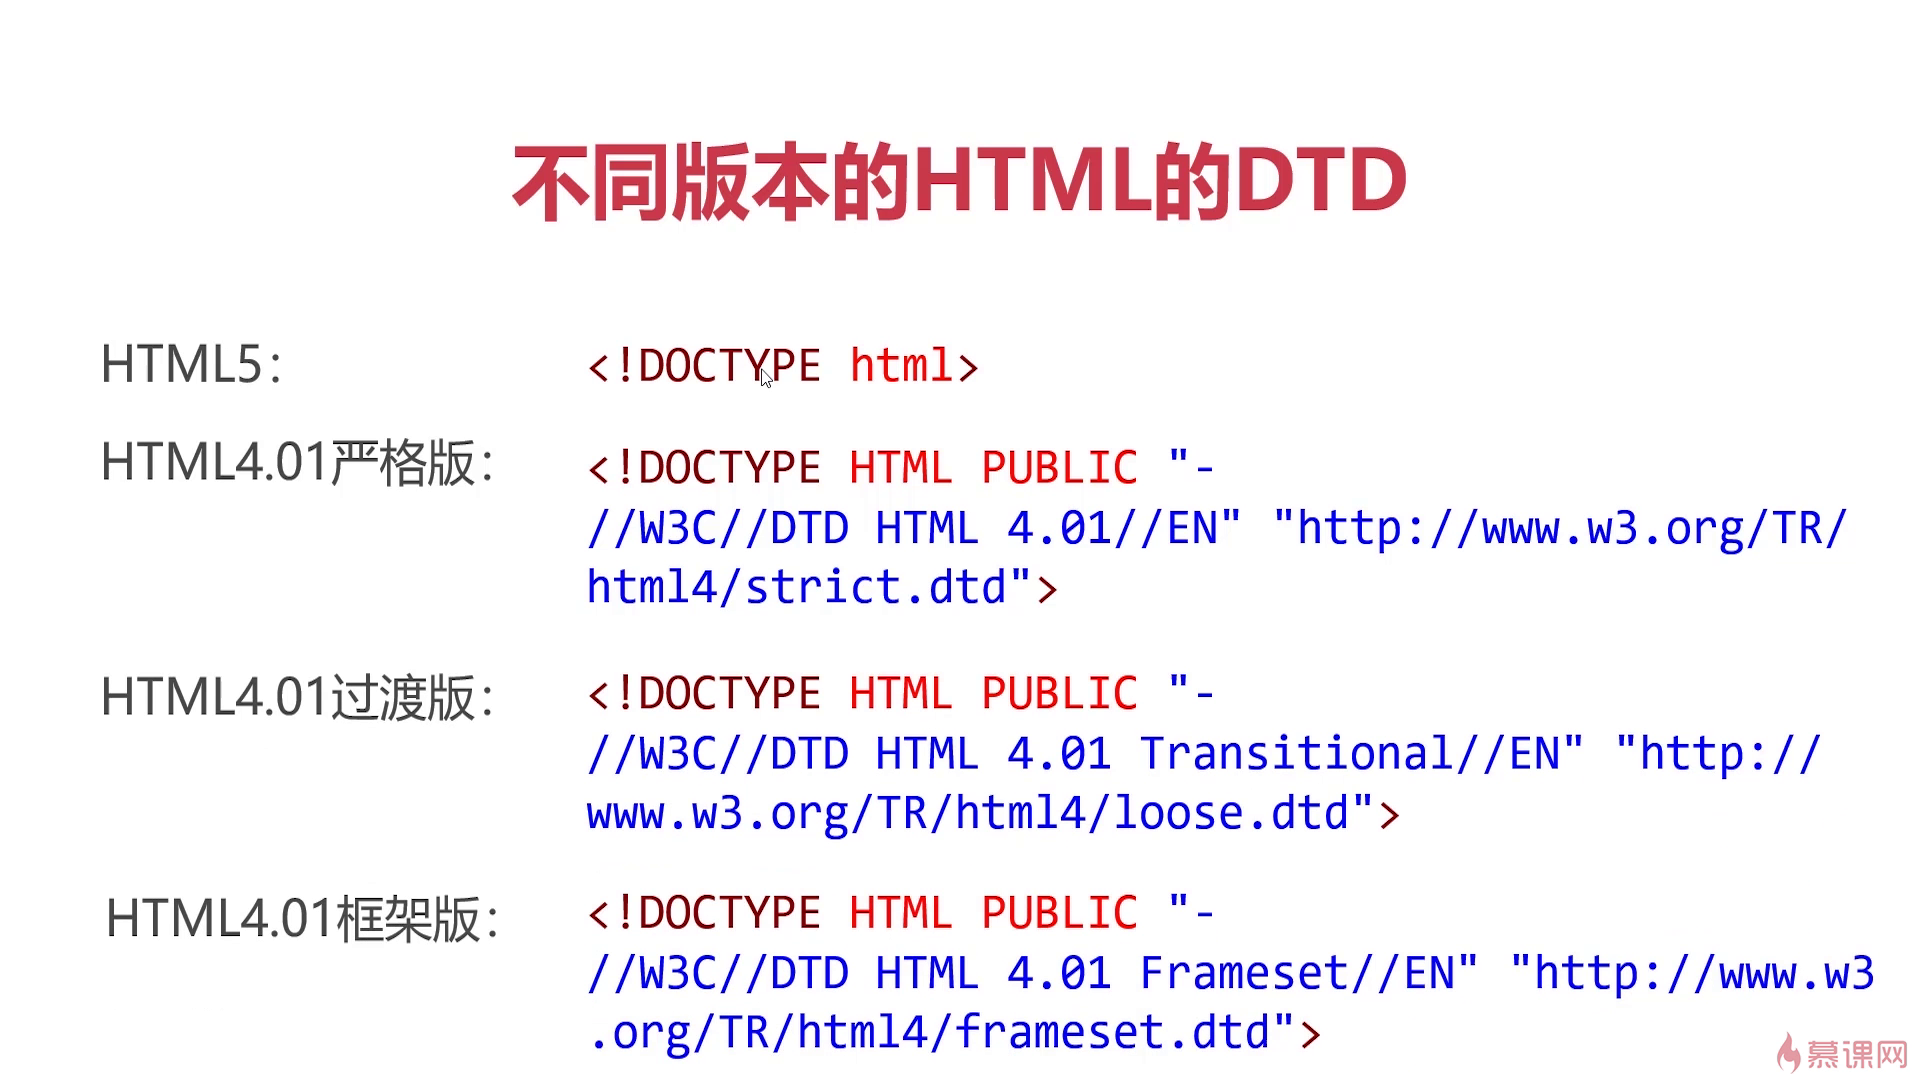 不同版本的HTML的DTD
HTML5：
<!DOCTYPE html>
HTML4.01严格版：
<!DOCTYPE HTML PUBLIC "-
//W3C//DTD HTML 4.01//EN" "http://www.w3.org/TR/
html4/strict.dtd">
HTML4.01过渡版：
<!DOCTYPE HTML PUBLIC "-
//W3C//DTD HTML 4.01 Transitional//EN" "http://
www.w3.org/TR/html4/loose.dtd">
HTML4.01框架版：
<!DOCTYPE HTML PUBLIC "-
//W3C//DTD HTML 4.01 Frameset//EN" "http://www.w3
.org/TR/html4/frameset.dtd">
慕课网